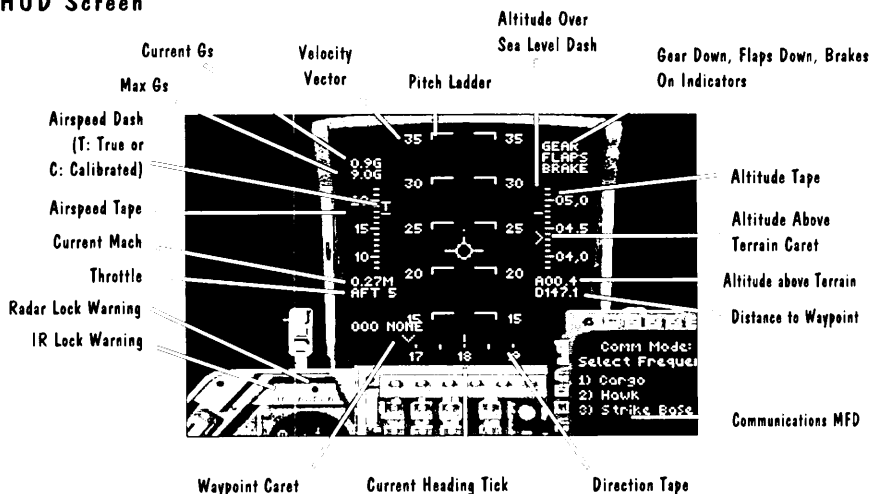 HUD Screen
Altitude Over
Sea Level Dash
Current Gs
Velocity
Vector
Pitch Ladder
Gear Down, Flaps Down, Brakes
On Indicators
Max Gs
Airspeed Dash
(T: True or
C: Calibrated)
Airspeed Tape
Current Mach
Throttle
Radar Lock Warning
IR Lock Warning
35 35
GEAR
FLAPS
BRAKE
0.9G
9.0G
30 30
T
05,0
15
25 25
04.5
10
04,0
20 20
0.27M
AFT 5
A00.4
D147.1
15 15
000 NONE
17 18 19
Comm Mode:
Select Freque
1) Cargo
2) Hawk
3) Strike Base
Altitude Tape
Altitude Above
Terrain Caret
Altitude above Terrain
Distance to Waypoint
Communications MFD
Waypoint Caret
Current Heading Tick
Direction Tape